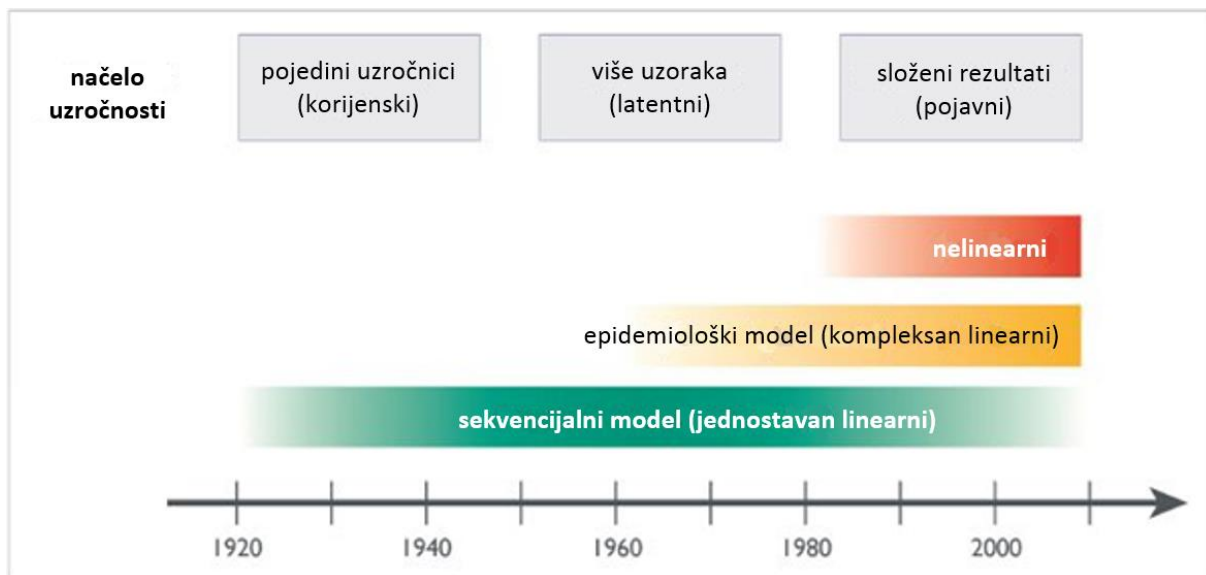 načelo
uzročnosti
pojedini uzročnici
(korijenski)
više uzoraka
(latentni)
složeni rezultati
(pojavni)
nelinearni
epidemiološki model (kompleksan linearni)
sekvencijalni model (jednostavan linearni)
1920 1940 1960 1980 2000